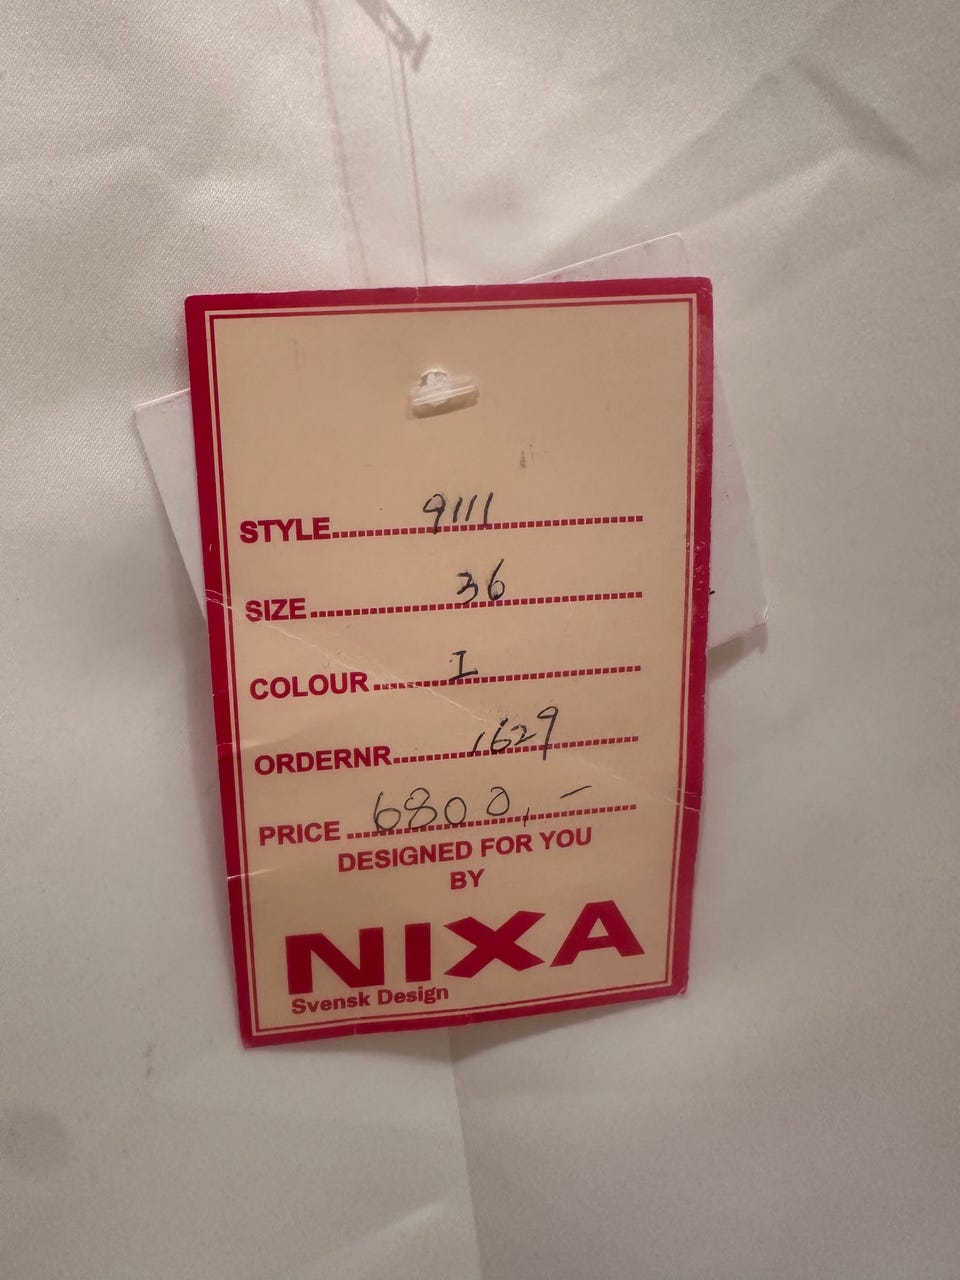 STYLE 9111
SIZE 36
COLOUR I
ORDERNR 1629
PRICE 6800,-
DESIGNED FOR YOU
BY
NIXA
Svensk Design